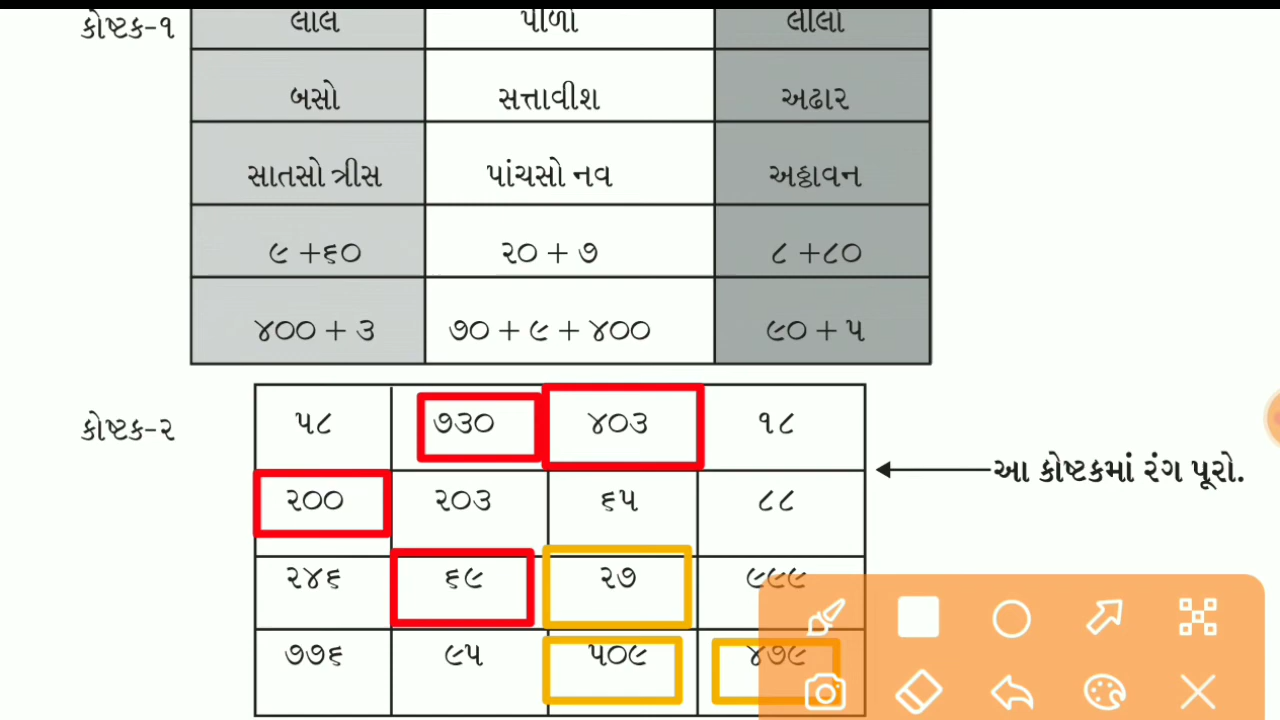 કોષ્ટક-૧ લાલ પીળો લીલો
બસો સત્તાવીશ અઢાર
સાતસો ત્રીસ પાંચસો નવ અઠ્ઠાવન
૯ +૬૦ ૨૦ + ૭ ૮ +૮૦
૪૦૦ + ૩ ૭૦ + ૯ + ૪૦૦ ૯૦ + ૫
કોષ્ટક-૨ ૫૮ ૭૩૦ ૪૦૩ ૧૮
આ કોષ્ટકમાં રંગ પૂરો.
૨૦૦ ૨૦૩ ૬૫ ૮૮
૨૪૬ ૬૯ ૨૭ ૯૯૯
૭૭૬ ૯૫ ૫૦૯ ૪૭૯